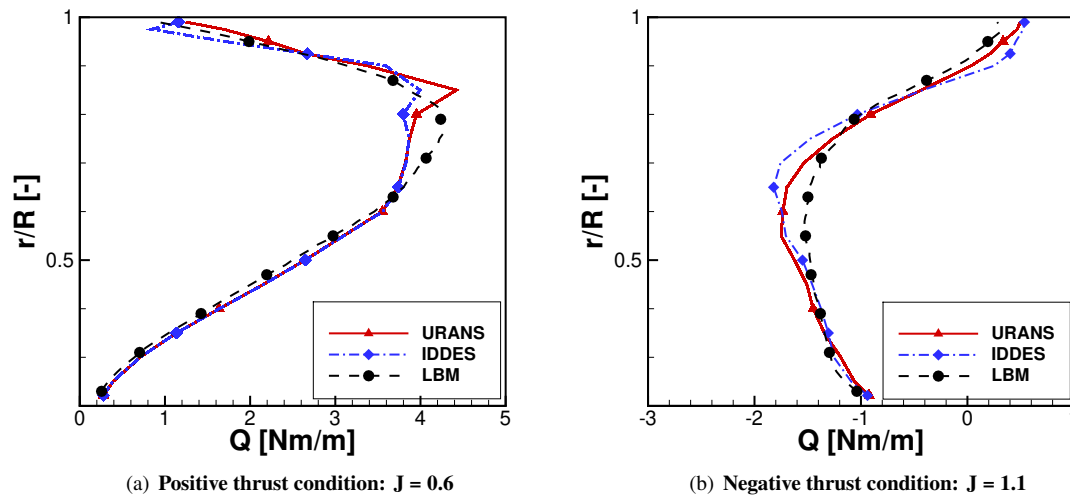 1
0.5
r/R [-]
0
1
2
3
4
5
Q [Nm/m]
URANS
IDDES
LBM
(a) Positive thrust condition: J = 0.6
1
0.5
r/R [-]
-3
-2
-1
0
Q [Nm/m]
URANS
IDDES
LBM
(b) Negative thrust condition: J = 1.1